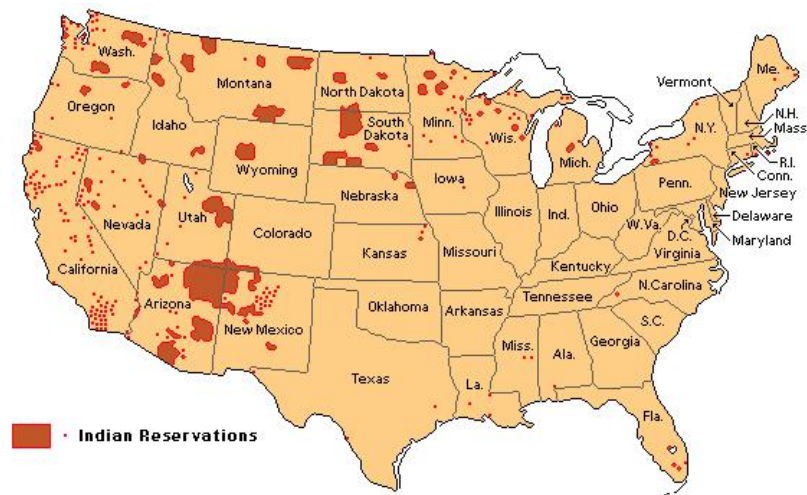 Wash.
Montana
North Dakota
Minn.
Vermont
Me.
Oregon
Idaho
South
Dakota
Wis.
Mich.
N.Y.
N.H.
Mass
R.I.
Conn.
Wyoming
Nebraska
Iowa
Penn.
New Jersey
Nevada
Utah
Colorado
Illinois
Ind.
Ohio
W.Va.
Delaware
D.C.
Maryland
Virginia
California
Kansas
Missouri
Kentucky
Arizona
New Mexico
Oklahoma
Arkansas
Tennessee
N.Carolina
S.C.
Texas
La.
Miss.
Ala.
Georgia
Fla.
Indian Reservations